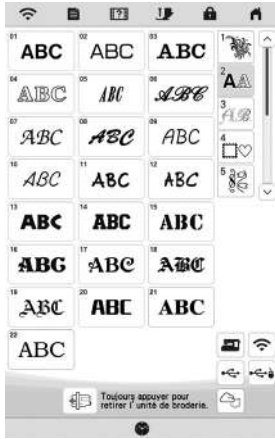 01 ABC 02 ABC 03 ABC
04 ABC 05 ABC 06 ABC
07 ABC 08 ABC 09 ABC
10 ABC 11 ABC 12 ABC
13 ABC 14 ABC 15 ABC
16 ABC 17 ABC 18 ABC
19 ABC 20 ABC 21 ABC
22 ABC
1
2 AA
3 AB
4
5
Toujours appuyer pour
retirer l'unité de broderie.